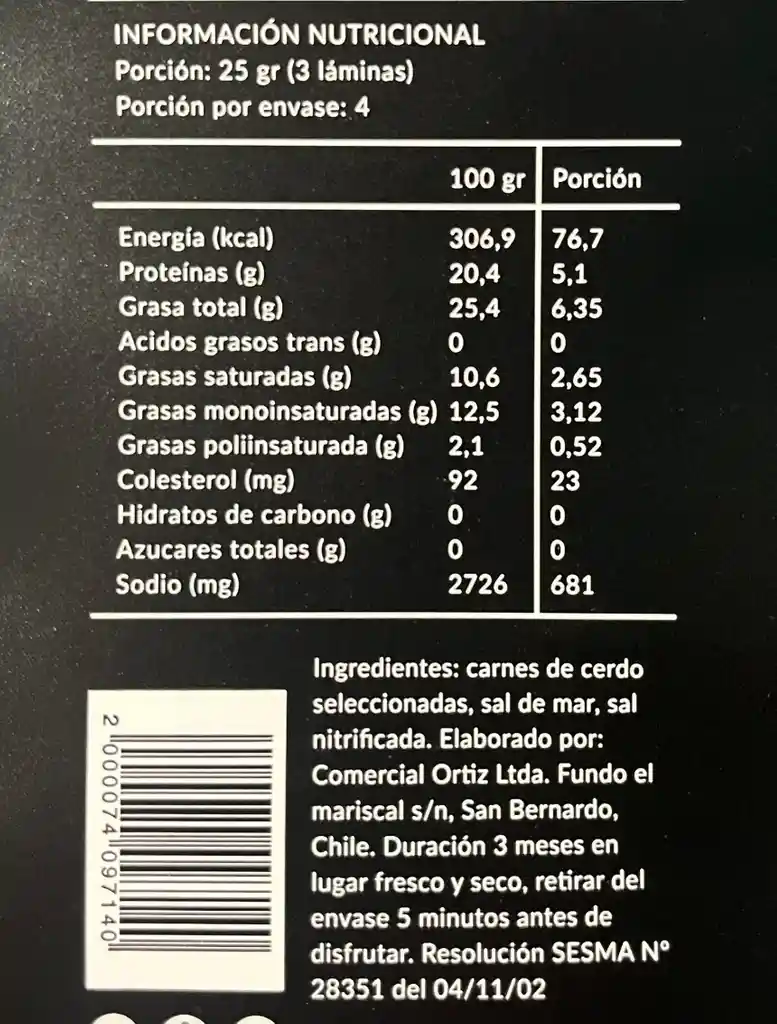 INFORMACIÓN NUTRICIONAL
Porción: 25 gr (3 láminas)
Porción por envase: 4
100 gr Porción
Energía (kcal) 306,9 76,7
Proteínas (g) 20,4 5,1
Grasa total (g) 25,4 6,35
Acidos grasos trans (g) 0 0
Grasas saturadas (g) 10,6 2,65
Grasas monoinsaturadas (g) 12,5 3,12
Grasas poliinsaturada (g) 2,1 0,52
Colesterol (mg) 92 23
Hidratos de carbono (g) 0 0
Azucares totales (g) 0 0
Sodio (mg) 2726 681
Ingredientes: carnes de cerdo
seleccionadas, sal de mar, sal
nitrificada. Elaborado por:
Comercial Ortiz Ltda. Fundo el
mariscal s/n, San Bernardo,
Chile. Duración 3 meses en
lugar fresco y seco, retirar del
envase 5 minutos antes de
disfrutar. Resolución SESMA Nº
28351 del 04/11/02
2 000074 097140